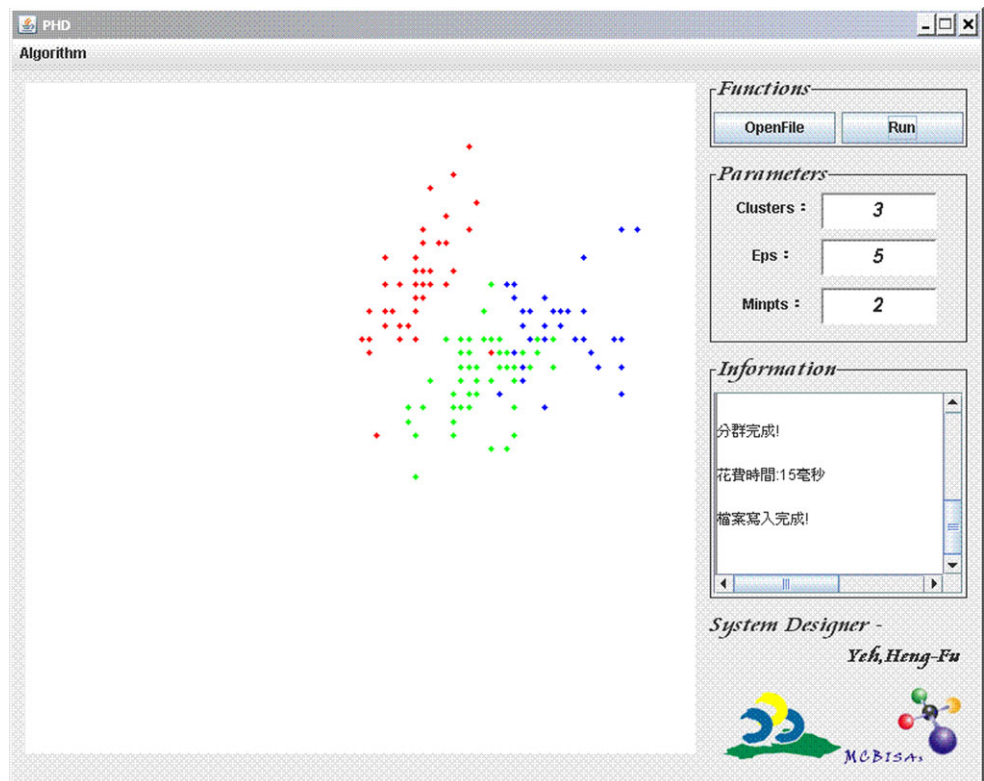 PHD
Algorithm
Functions
OpenFile Run
Parameters
Clusters : 3
Eps : 5
Minpts : 2
Information
分群完成!
花費時間:15毫秒
檔案寫入完成!
System Designer -
Yeh,Heng-Fu
MCBISAs